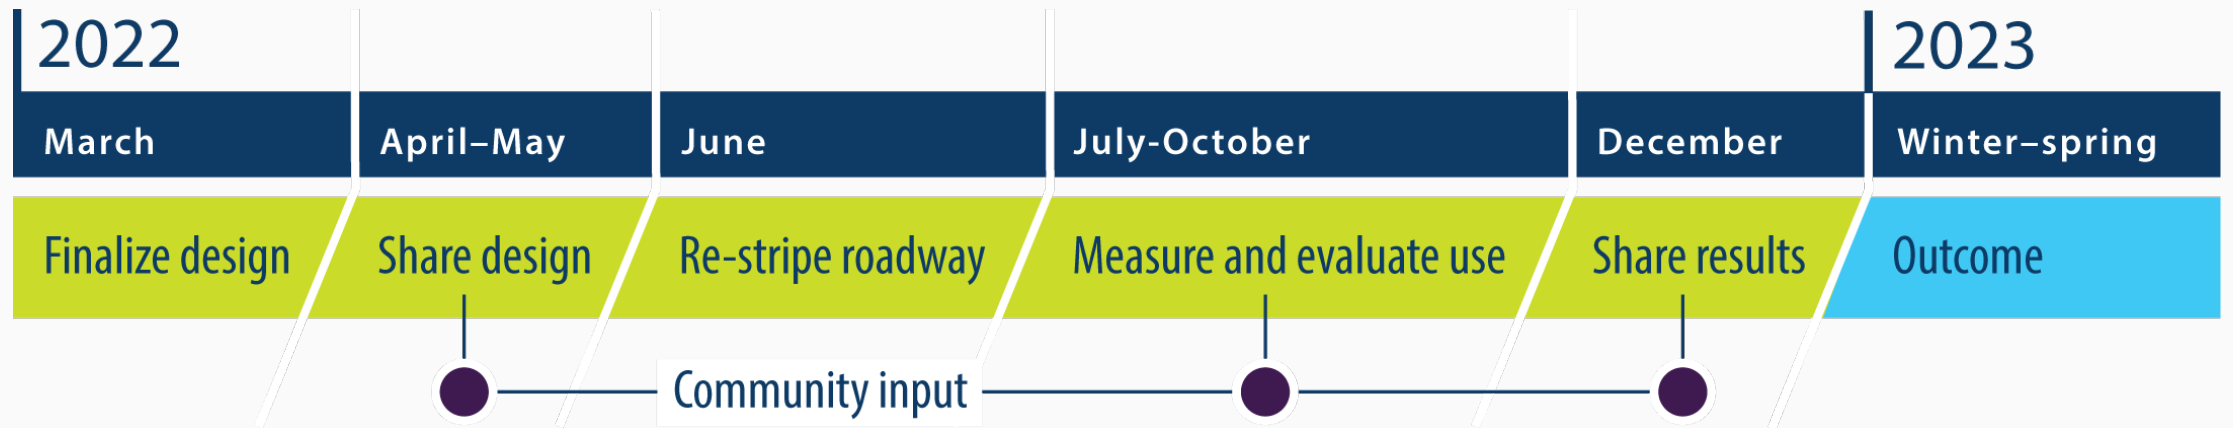 2022
2023
March
April–May
June
July-October
December
Winter–spring
Finalize design
Share design
Re-stripe roadway
Measure and evaluate use
Share results
Outcome
Community input